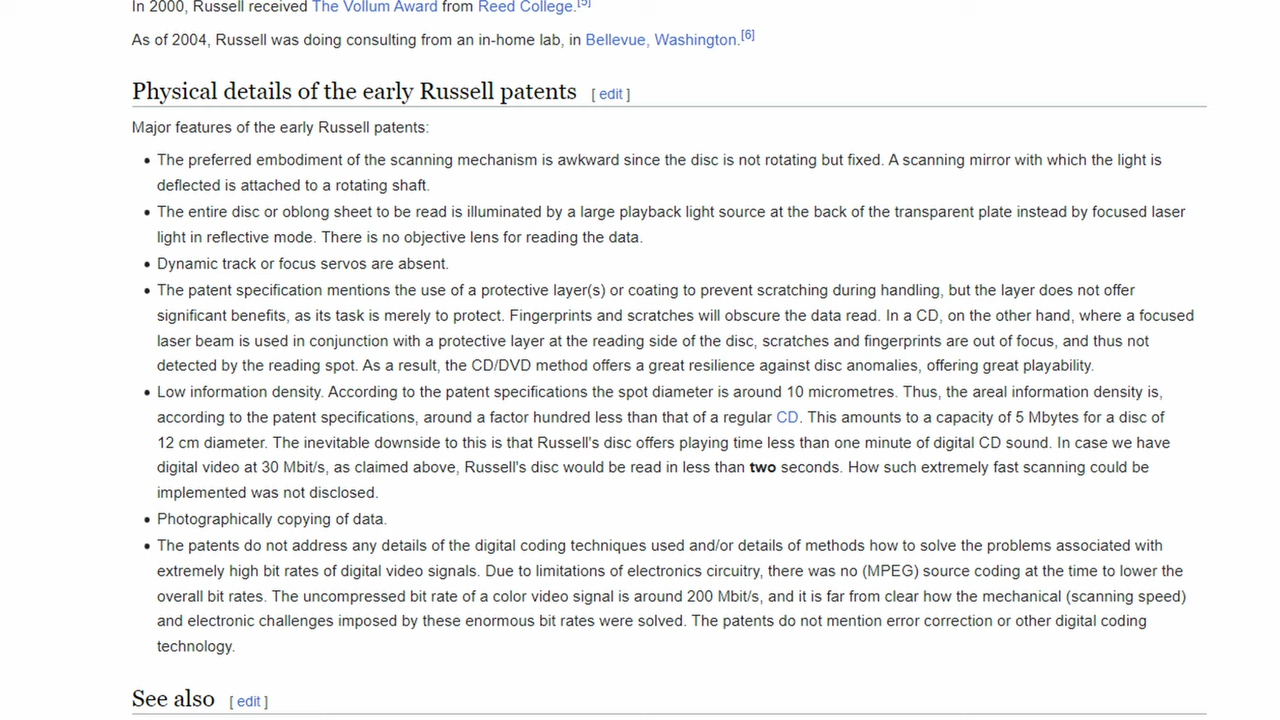 In 2000, Russell received The Vollum Award from Reed College.[5]
As of 2004, Russell was doing consulting from an in-home lab, in Bellevue, Washington.[6]
Physical details of the early Russell patents [ edit ]
Major features of the early Russell patents:
• The preferred embodiment of the scanning mechanism is awkward since the disc is not rotating but fixed. A scanning mirror with which the light is
deflected is attached to a rotating shaft.
• The entire disc or oblong sheet to be read is illuminated by a large playback light source at the back of the transparent plate instead by focused laser
light in reflective mode. There is no objective lens for reading the data.
• Dynamic track or focus servos are absent.
• The patent specification mentions the use of a protective layer(s) or coating to prevent scratching during handling, but the layer does not offer
significant benefits, as its task is merely to protect. Fingerprints and scratches will obscure the data read. In a CD, on the other hand, where a focused
laser beam is used in conjunction with a protective layer at the reading side of the disc, scratches and fingerprints are out of focus, and thus not
detected by the reading spot. As a result, the CD/DVD method offers a great resilience against disc anomalies, offering great playability.
• Low information density. According to the patent specifications the spot diameter is around 10 micrometres. Thus, the areal information density is,
according to the patent specifications, around a factor hundred less than that of a regular CD. This amounts to a capacity of 5 Mbytes for a disc of
12 cm diameter. The inevitable downside to this is that Russell's disc offers playing time less than one minute of digital CD sound. In case we have
digital video at 30 Mbit/s, as claimed above, Russell's disc would be read in less than two seconds. How such extremely fast scanning could be
implemented was not disclosed.
• Photographically copying of data.
• The patents do not address any details of the digital coding techniques used and/or details of methods how to solve the problems associated with
extremely high bit rates of digital video signals. Due to limitations of electronics circuitry, there was no (MPEG) source coding at the time to lower the
overall bit rates. The uncompressed bit rate of a color video signal is around 200 Mbit/s, and it is far from clear how the mechanical (scanning speed)
and electronic challenges imposed by these enormous bit rates were solved. The patents do not mention error correction or other digital coding
technology.
See also [ edit ]